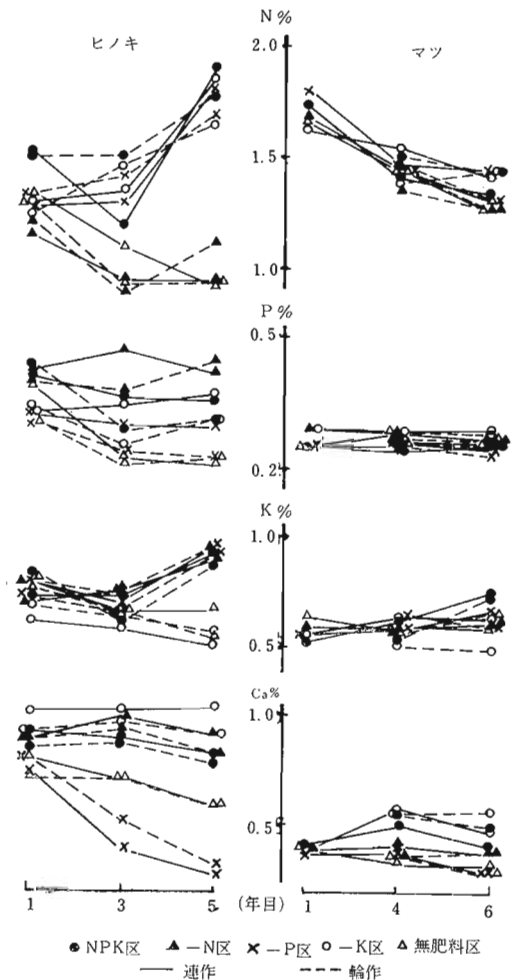 N%
ヒノキ
マツ
2.0
1.5
1.0
P%
0.5
0.2
K%
1.0
0.5
Ca%
1.0
0.5
1 3 5 (年目) 1 4 6
● NPK区 ▲ -N区 × -P区 ○ -K区 △ 無肥料区
—— 連作 ---- 輪作